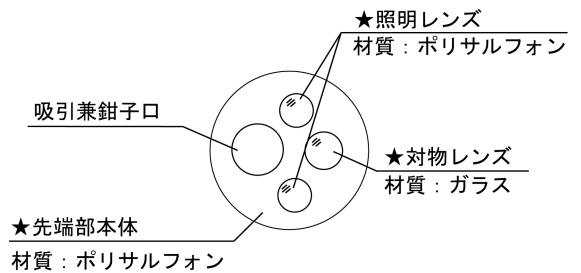 ★照明レンズ
材質：ポリサルフォン
吸引兼鉗子口
★対物レンズ
材質：ガラス
★先端部本体
材質：ポリサルフォン